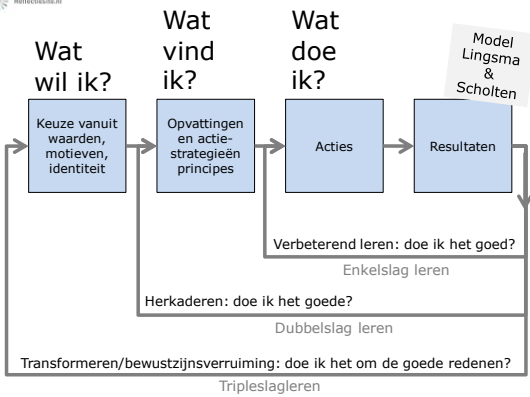 Reflectiesite.nl
Wat
wil ik?
Wat
vind
ik?
Wat
doe
ik?
Model
Lingsma
&
Scholten
Keuze vanuit
waarden,
motieven,
identiteit
Opvattingen
en actie-
strategieën
principes
Acties
Resultaten
Verbeterend leren: doe ik het goed?
Enkelslag leren
Herkaderen: doe ik het goede?
Dubbelslag leren
Transformeren/bewustzijnsverruiming: doe ik het om de goede redenen?
Tripleslagleren